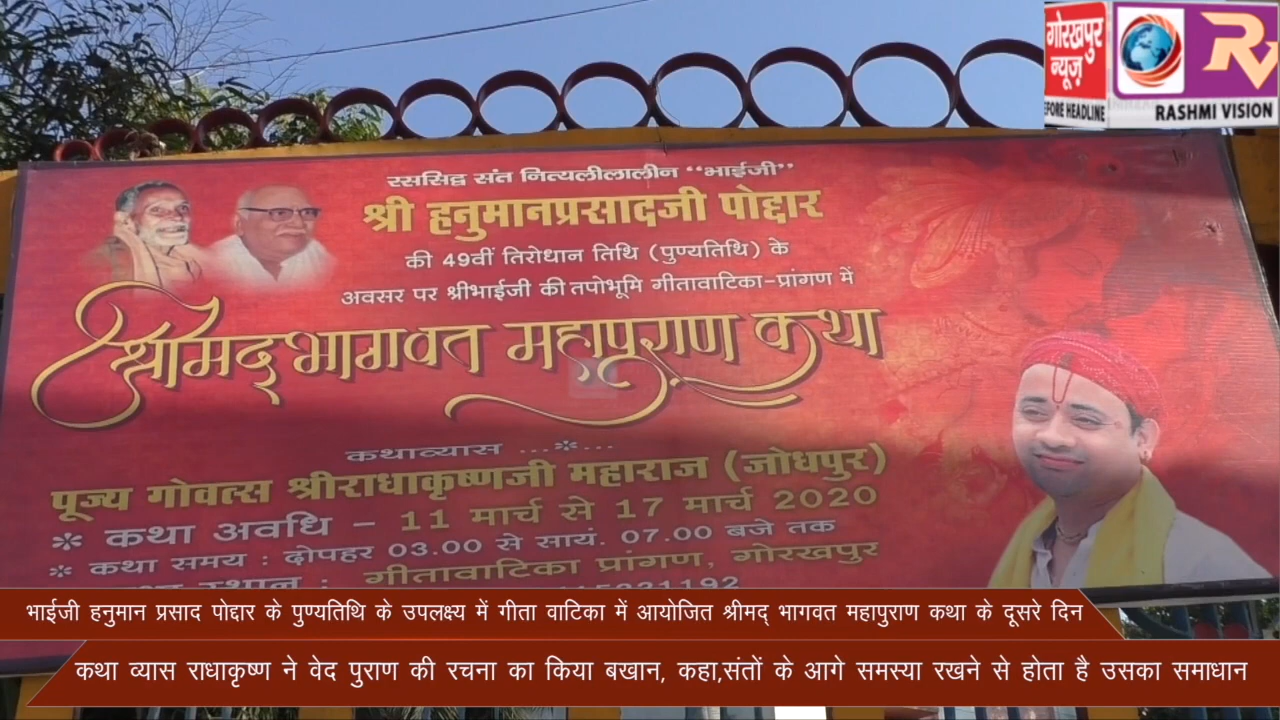 गोरखपुर
न्यूज़
RASHMI VISION
रससिद्ध संत नित्यलीलालीन “भाईजी”
श्री हनुमानप्रसादजी पोद्दार
की 49वीं तिरोधान तिथि (पुण्यतिथि) के
अवसर पर श्रीभाईजी की तपोभूमि गीतावाटिका-प्रांगण में
श्रीमद्भागवत महापुराण कथा
कथाव्यास ...*...
पूज्य गोवत्स श्रीराधाकृष्णजी महाराज (जोधपुर)
* कथा अवधि - 11 मार्च से 17 मार्च 2020
* कथा समय : दोपहर 03.00 से सायं. 07.00 बजे तक
स्थान : गीतावाटिका प्रांगण, गोरखपुर
भाईजी हनुमान प्रसाद पोद्दार के पुण्यतिथि के उपलक्ष्य में गीता वाटिका में आयोजित श्रीमद् भागवत महापुराण कथा के दूसरे दिन
कथा व्यास राधाकृष्ण ने वेद पुराण की रचना का किया बखान, कहा,संतों के आगे समस्या रखने से होता है उसका समाधान